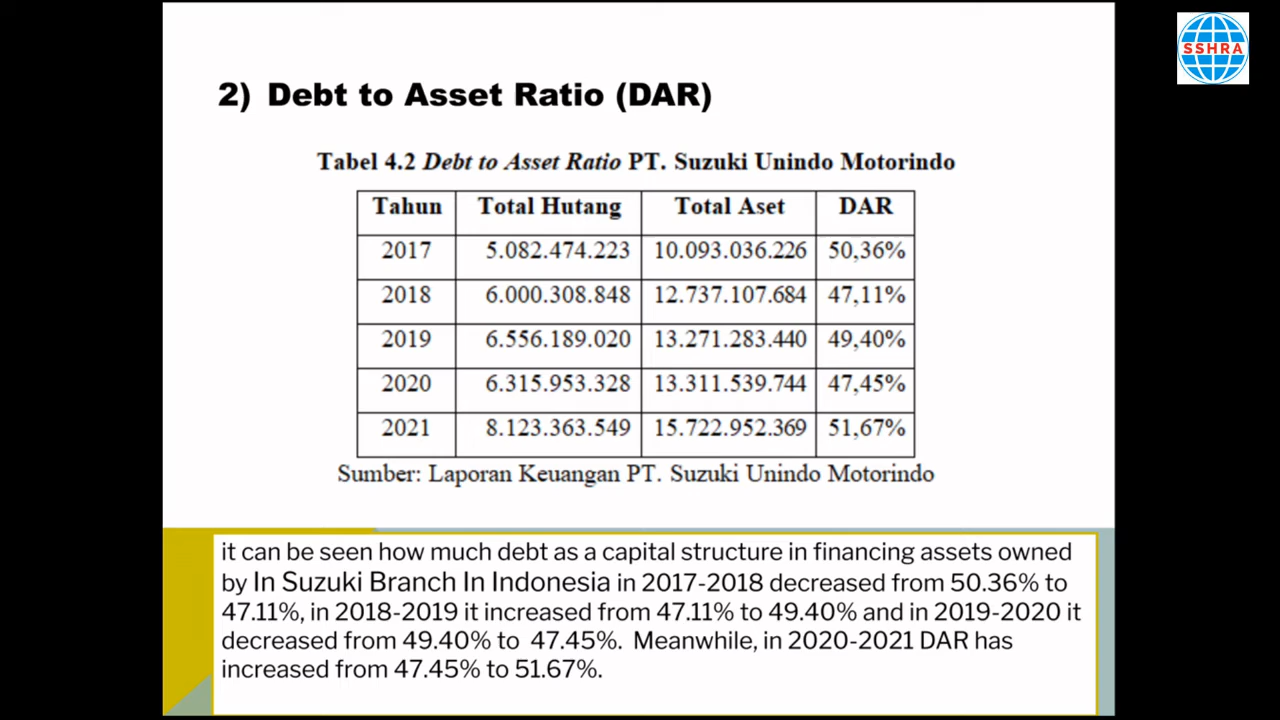 SSHRA
2) Debt to Asset Ratio (DAR)
Tabel 4.2 Debt to Asset Ratio PT. Suzuki Unindo Motorindo
Tahun Total Hutang Total Aset DAR
2017 5.082.474.223 10.093.036.226 50,36%
2018 6.000.308.848 12.737.107.684 47,11%
2019 6.556.189.020 13.271.283.440 49,40%
2020 6.315.953.328 13.311.539.744 47,45%
2021 8.123.363.549 15.722.952.369 51,67%
Sumber: Laporan Keuangan PT. Suzuki Unindo Motorindo
it can be seen how much debt as a capital structure in financing assets owned
by In Suzuki Branch In Indonesia in 2017-2018 decreased from 50.36% to
47.11%, in 2018-2019 it increased from 47.11% to 49.40% and in 2019-2020 it
decreased from 49.40% to 47.45%. Meanwhile, in 2020-2021 DAR has
increased from 47.45% to 51.67%.